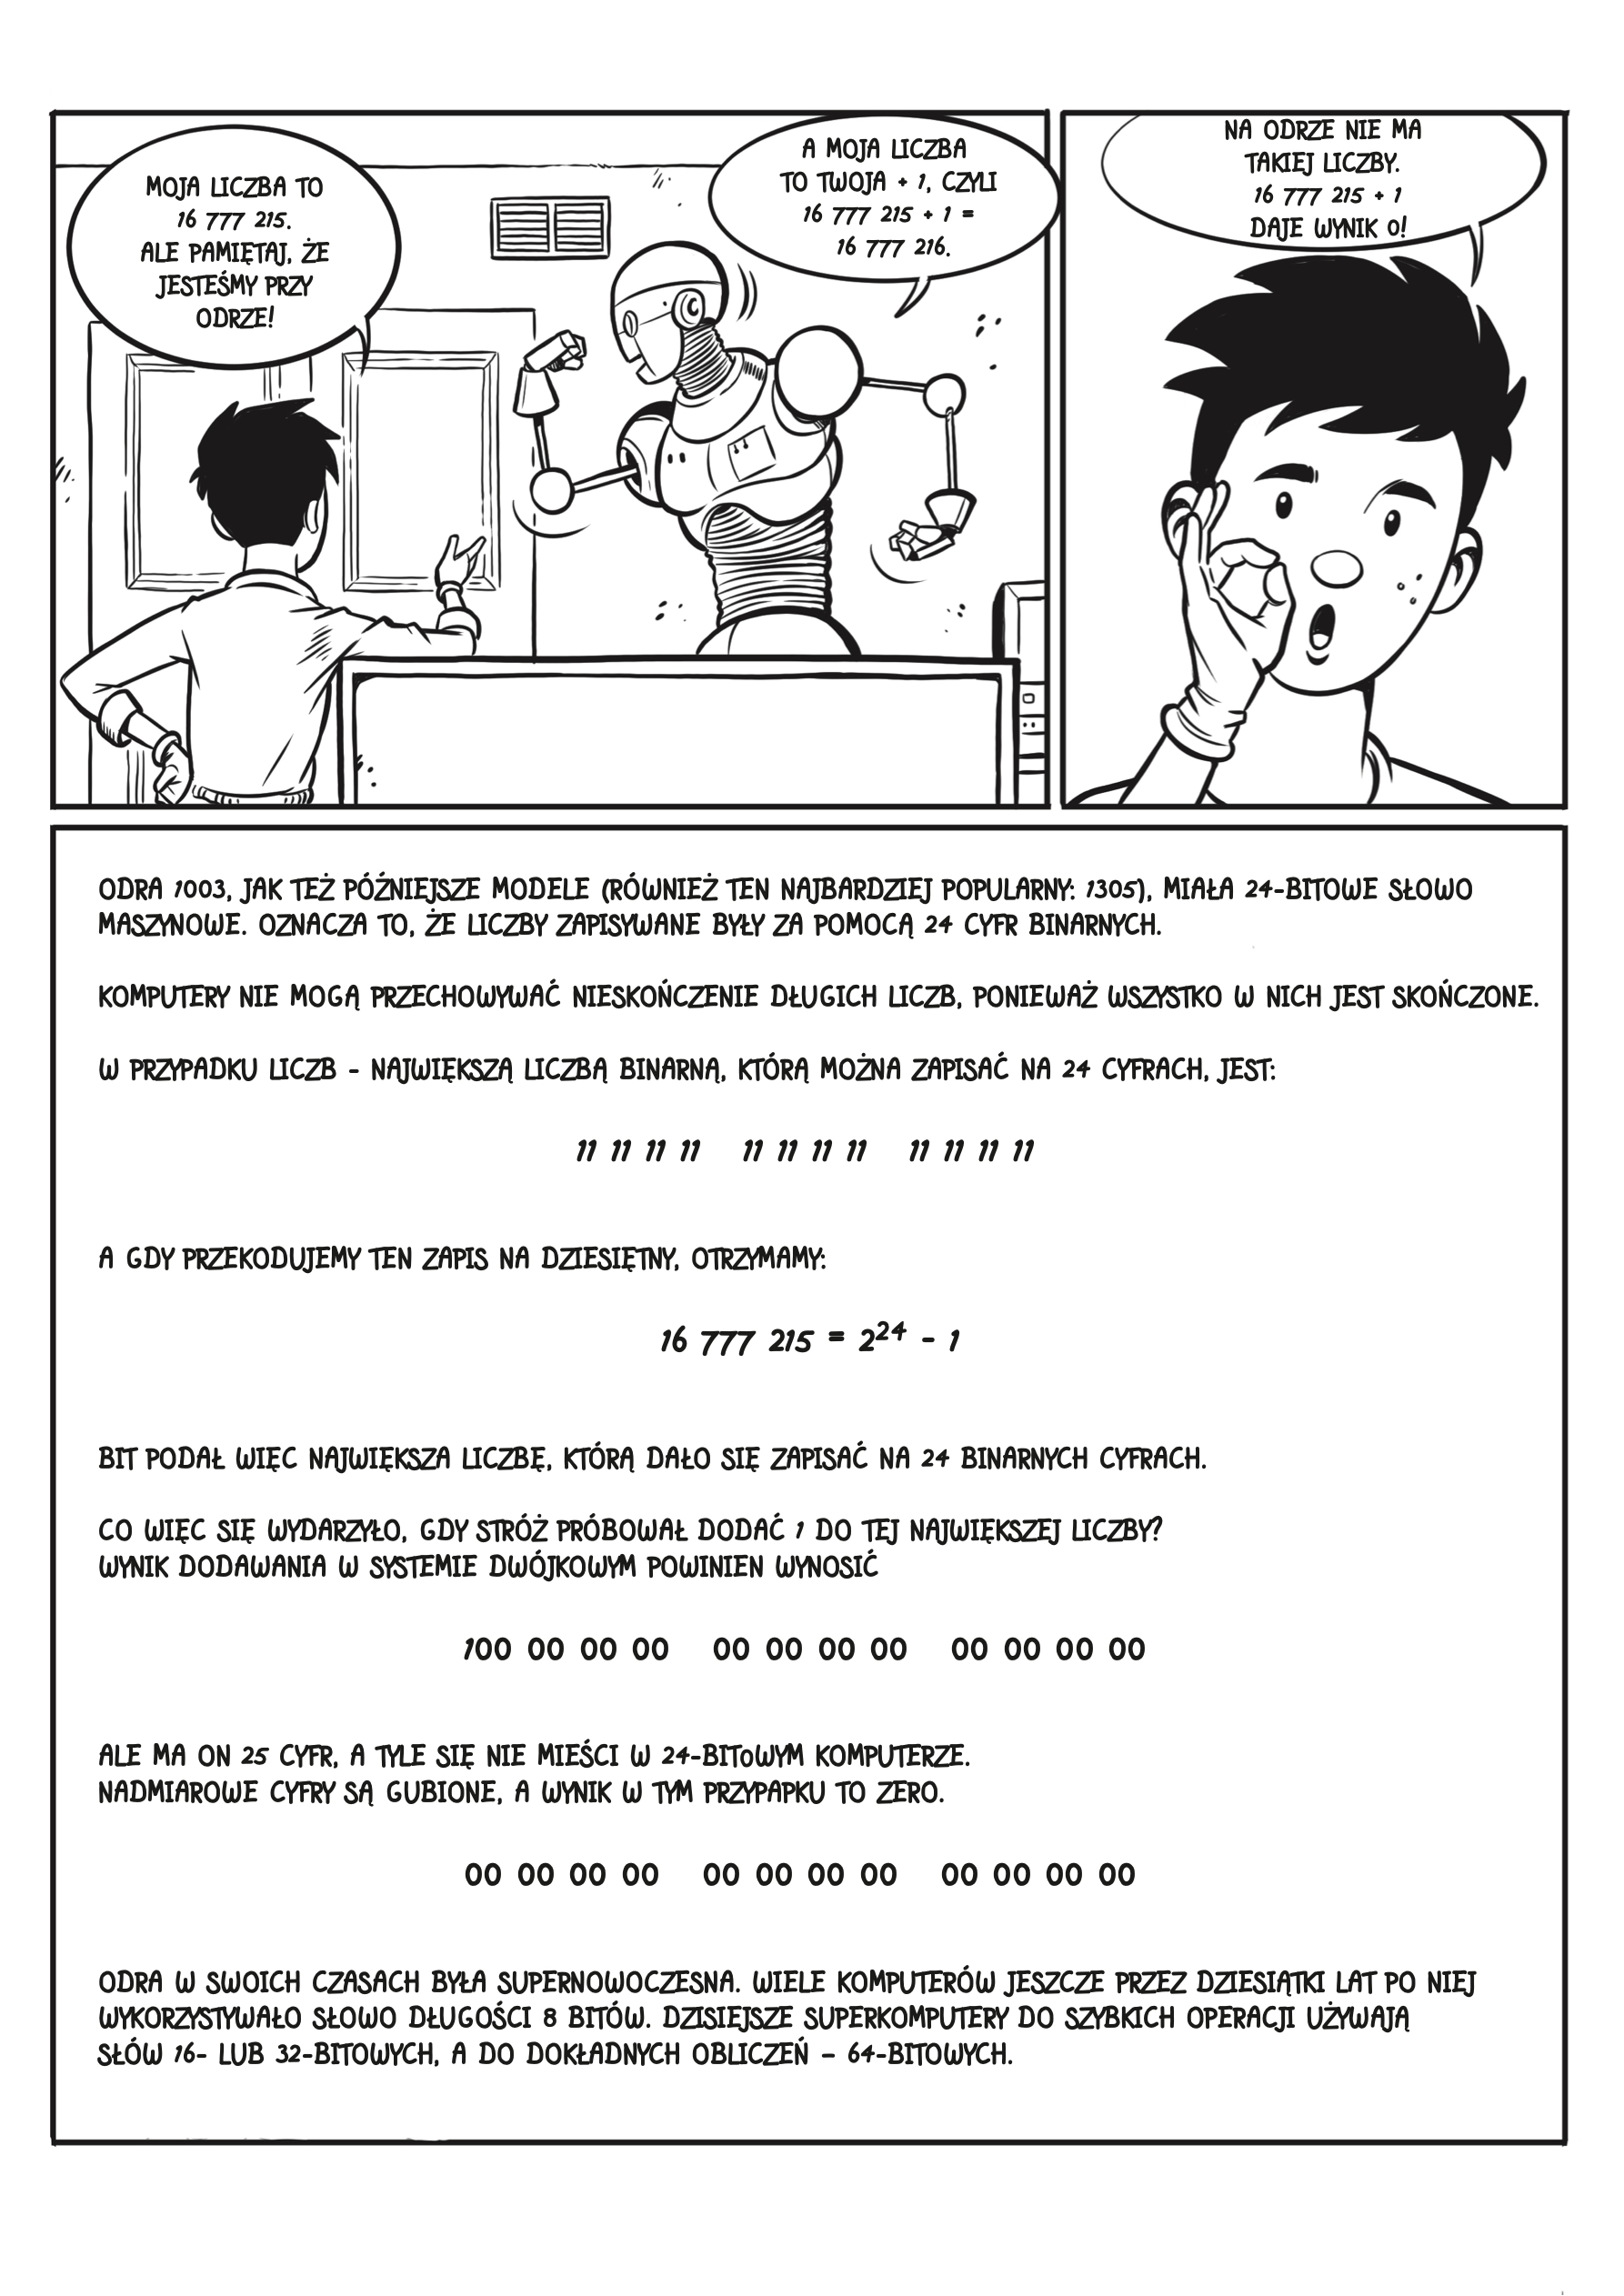 MOJA LICZBA TO
16 777 215.
ALE PAMIĘTAJ, ŻE
JESTEŚMY PRZY
ODRZE!
A MOJA LICZBA
TO TWOJA + 1, CZYLI
16 777 215 + 1 =
16 777 216.
NA ODRZE NIE MA
TAKIEJ LICZBY.
16 777 215 + 1
DAJE WYNIK 0!
ODRA 1003, JAK TEŻ PÓŹNIEJSZE MODELE (RÓWNIEŻ TEN NAJBARDZIEJ POPULARNY: 1305), MIAŁA 24-BITOWE SŁOWO
MASZYNOWE. OZNACZA TO, ŻE LICZBY ZAPISYWANE BYŁY ZA POMOCĄ 24 CYFR BINARNYCH.
KOMPUTERY NIE MOGĄ PRZECHOWYWAĆ NIESKOŃCZENIE DŁUGICH LICZB, PONIEWAŻ WSZYSTKO W NICH JEST SKOŃCZONE.
W PRZYPADKU LICZB - NAJWIĘKSZĄ LICZBĄ BINARNĄ, KTÓRĄ MOŻNA ZAPISAĆ NA 24 CYFRACH, JEST:
11 11 11 11 11 11 11 11 11 11 11 11
A GDY PRZEKODUJEMY TEN ZAPIS NA DZIESIĘTNY, OTRZYMAMY:
16 777 215 = 2²⁴ - 1
BIT PODAŁ WIĘC NAJWIĘKSZA LICZBĘ, KTÓRĄ DAŁO SIĘ ZAPISAĆ NA 24 BINARNYCH CYFRACH.
CO WIĘC SIĘ WYDARZYŁO, GDY STRÓŻ PRÓBOWAŁ DODAĆ 1 DO TEJ NAJWIĘKSZEJ LICZBY?
WYNIK DODAWANIA W SYSTEMIE DWÓJKOWYM POWINIEN WYNOSIĆ
100 00 00 00 00 00 00 00 00 00 00 00
ALE MA ON 25 CYFR, A TYLE SIĘ NIE MIEŚCI W 24-BITOWYM KOMPUTERZE.
NADMIAROWE CYFRY SĄ GUBIONE, A WYNIK W TYM PRZYPAPKU TO ZERO.
00 00 00 00 00 00 00 00 00 00 00 00
ODRA W SWOICH CZASACH BYŁA SUPERNOWOCZESNA. WIELE KOMPUTERÓW JESZCZE PRZEZ DZIESIĄTKI LAT PO NIEJ
WYKORZYSTYWAŁO SŁOWO DŁUGOŚCI 8 BITÓW. DZISIEJSZE SUPERKOMPUTERY DO SZYBKICH OPERACJI UŻYWAJĄ
SŁÓW 16- LUB 32-BITOWYCH, A DO DOKŁADNYCH OBLICZEŃ – 64-BITOWYCH.